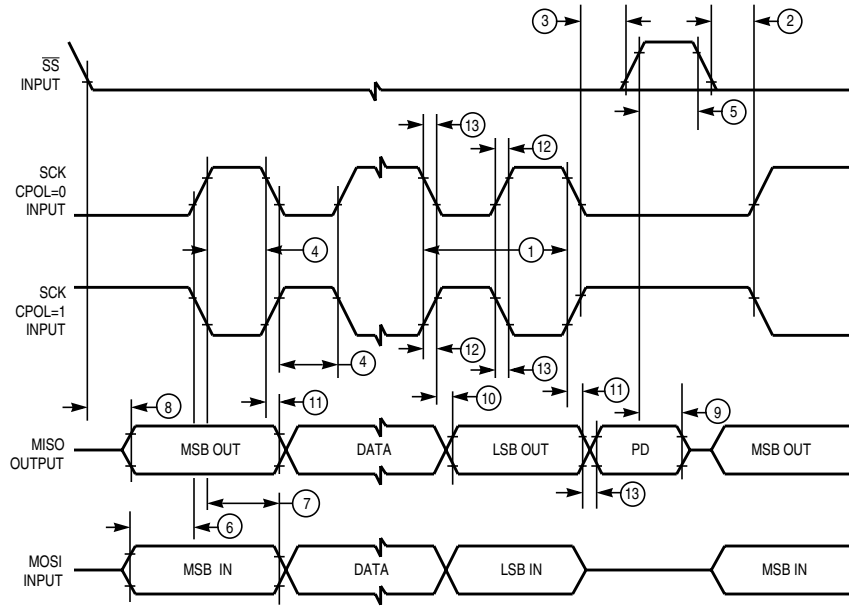 3
2
SS
INPUT
5
13
12
SCK
CPOL=0
INPUT
4
1
SCK
CPOL=1
INPUT
12
4
13
8
11
10
11
9
MISO
OUTPUT
MSB OUT
DATA
LSB OUT
PD
MSB OUT
13
7
6
MOSI
INPUT
MSB IN
DATA
LSB IN
MSB IN